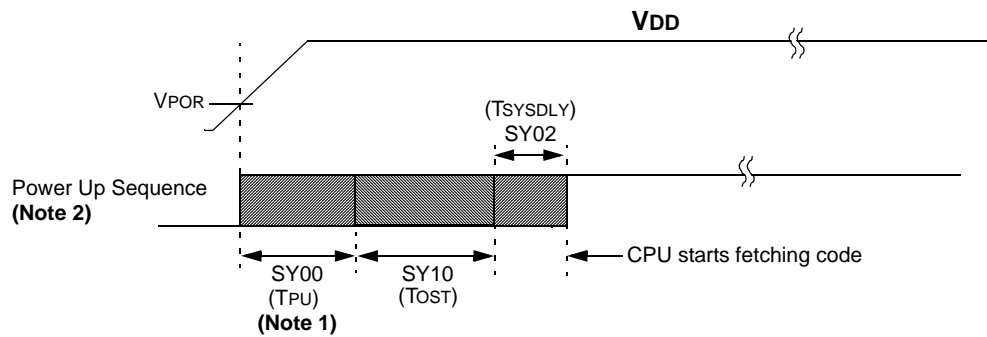 VDD
VPOR
(TSYSDLY)
SY02
Power Up Sequence
(Note 2)
CPU starts fetching code
SY00
(TPU)
(Note 1)
SY10
(TOST)